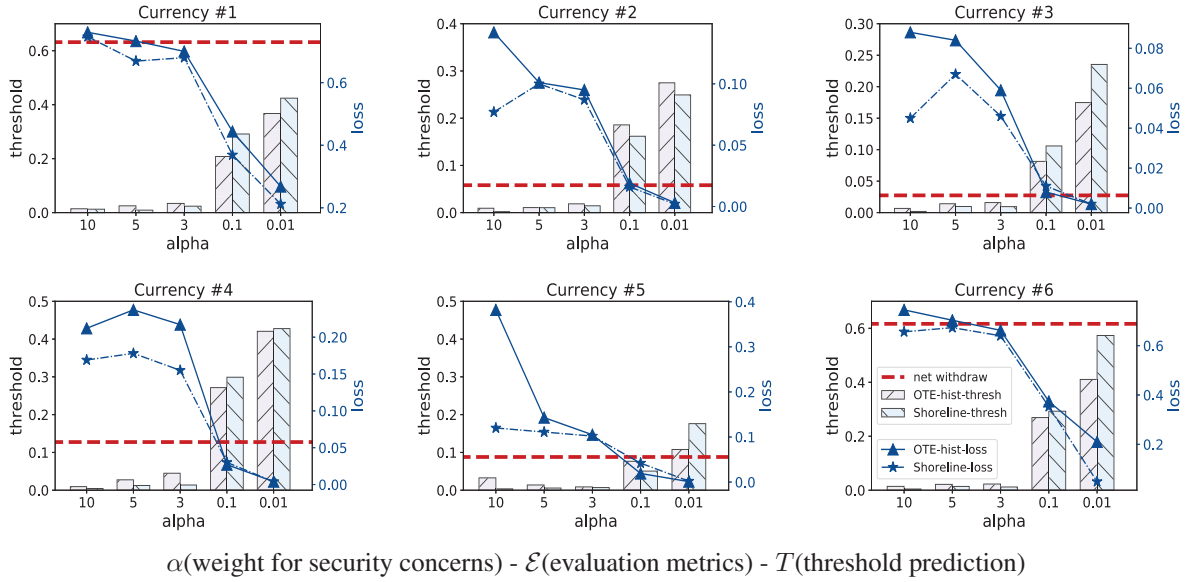 Currency #1
Currency #2
Currency #3
threshold
0.6
0.4
0.2
0.0
10
5
3
0.1
0.01
alpha
0.6
0.4
0.2
loss
threshold
0.4
0.3
0.2
0.1
0.0
10
5
3
0.1
0.01
alpha
0.10
0.05
0.00
loss
threshold
0.30
0.25
0.20
0.15
0.10
0.05
0.00
10
5
3
0.1
0.01
alpha
0.08
0.06
0.04
0.02
0.00
loss
Currency #4
Currency #5
Currency #6
threshold
0.5
0.4
0.3
0.2
0.1
0.0
10
5
3
0.1
0.01
alpha
0.20
0.15
0.10
0.05
0.00
loss
threshold
0.5
0.4
0.3
0.2
0.1
0.0
10
5
3
0.1
0.01
alpha
0.4
0.3
0.2
0.1
0.0
loss
threshold
0.6
0.4
0.2
0.0
10
5
3
0.1
0.01
alpha
0.6
0.4
0.2
loss
net withdraw
OTE-hist-thresh
Shoreline-thresh
OTE-hist-loss
Shoreline-loss
α(weight for security concerns) - ℰ(evaluation metrics) - T(threshold prediction)